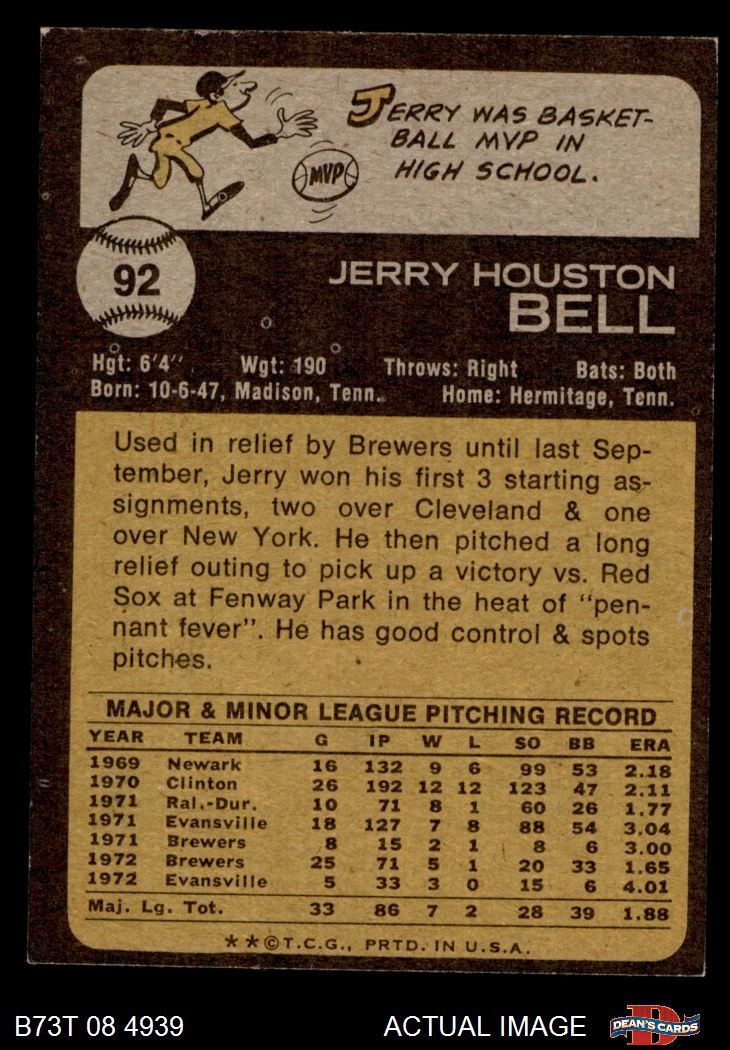 JERRY WAS BASKET-
BALL MVP IN
HIGH SCHOOL.
MVP
92
JERRY HOUSTON
BELL
Hgt: 6'4" Wgt: 190 Throws: Right Bats: Both
Born: 10-6-47, Madison, Tenn. Home: Hermitage, Tenn.
Used in relief by Brewers until last Sep-
tember, Jerry won his first 3 starting as-
signments, two over Cleveland & one
over New York. He then pitched a long
relief outing to pick up a victory vs. Red
Sox at Fenway Park in the heat of "pen-
nant fever". He has good control & spots
pitches.
MAJOR & MINOR LEAGUE PITCHING RECORD
YEAR TEAM G IP W L SO BB ERA
1969 Newark 16 132 9 6 99 53 2.18
1970 Clinton 26 192 12 12 123 47 2.11
1971 Ral.-Dur. 10 71 8 1 60 26 1.77
1971 Evansville 18 127 7 8 88 54 3.04
1971 Brewers 8 15 2 1 8 6 3.00
1972 Brewers 25 71 5 1 20 33 1.65
1972 Evansville 5 33 3 0 15 6 4.01
Maj. Lg. Tot. 33 86 7 2 28 39 1.88
**©T.C.G., PRTD. IN U.S.A.
B73T 08 4939 ACTUAL IMAGE DEAN'S CARDS